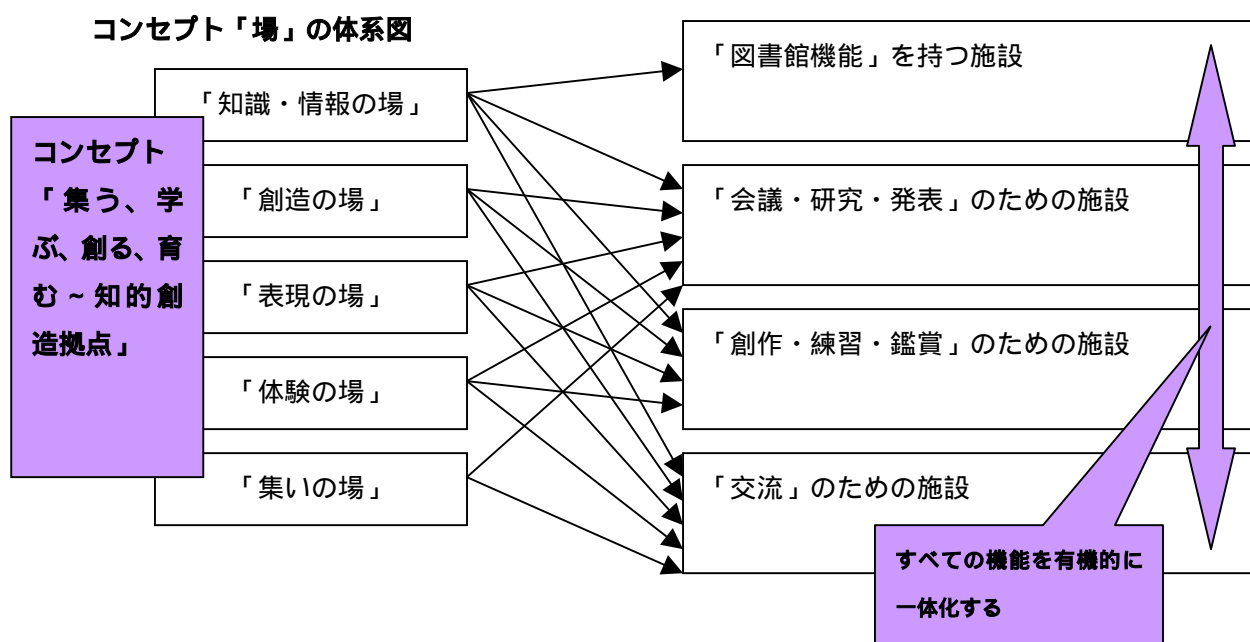 コンセプト「場」の体系図
「知識・情報の場」
コンセプト
「集う、学
ぶ、創る、育
む～知的創
造拠点」
「創造の場」
「表現の場」
「体験の場」
「集いの場」
「図書館機能」を持つ施設
「会議・研究・発表」のための施設
「創作・練習・鑑賞」のための施設
「交流」のための施設
すべての機能を有機的に
一体化する